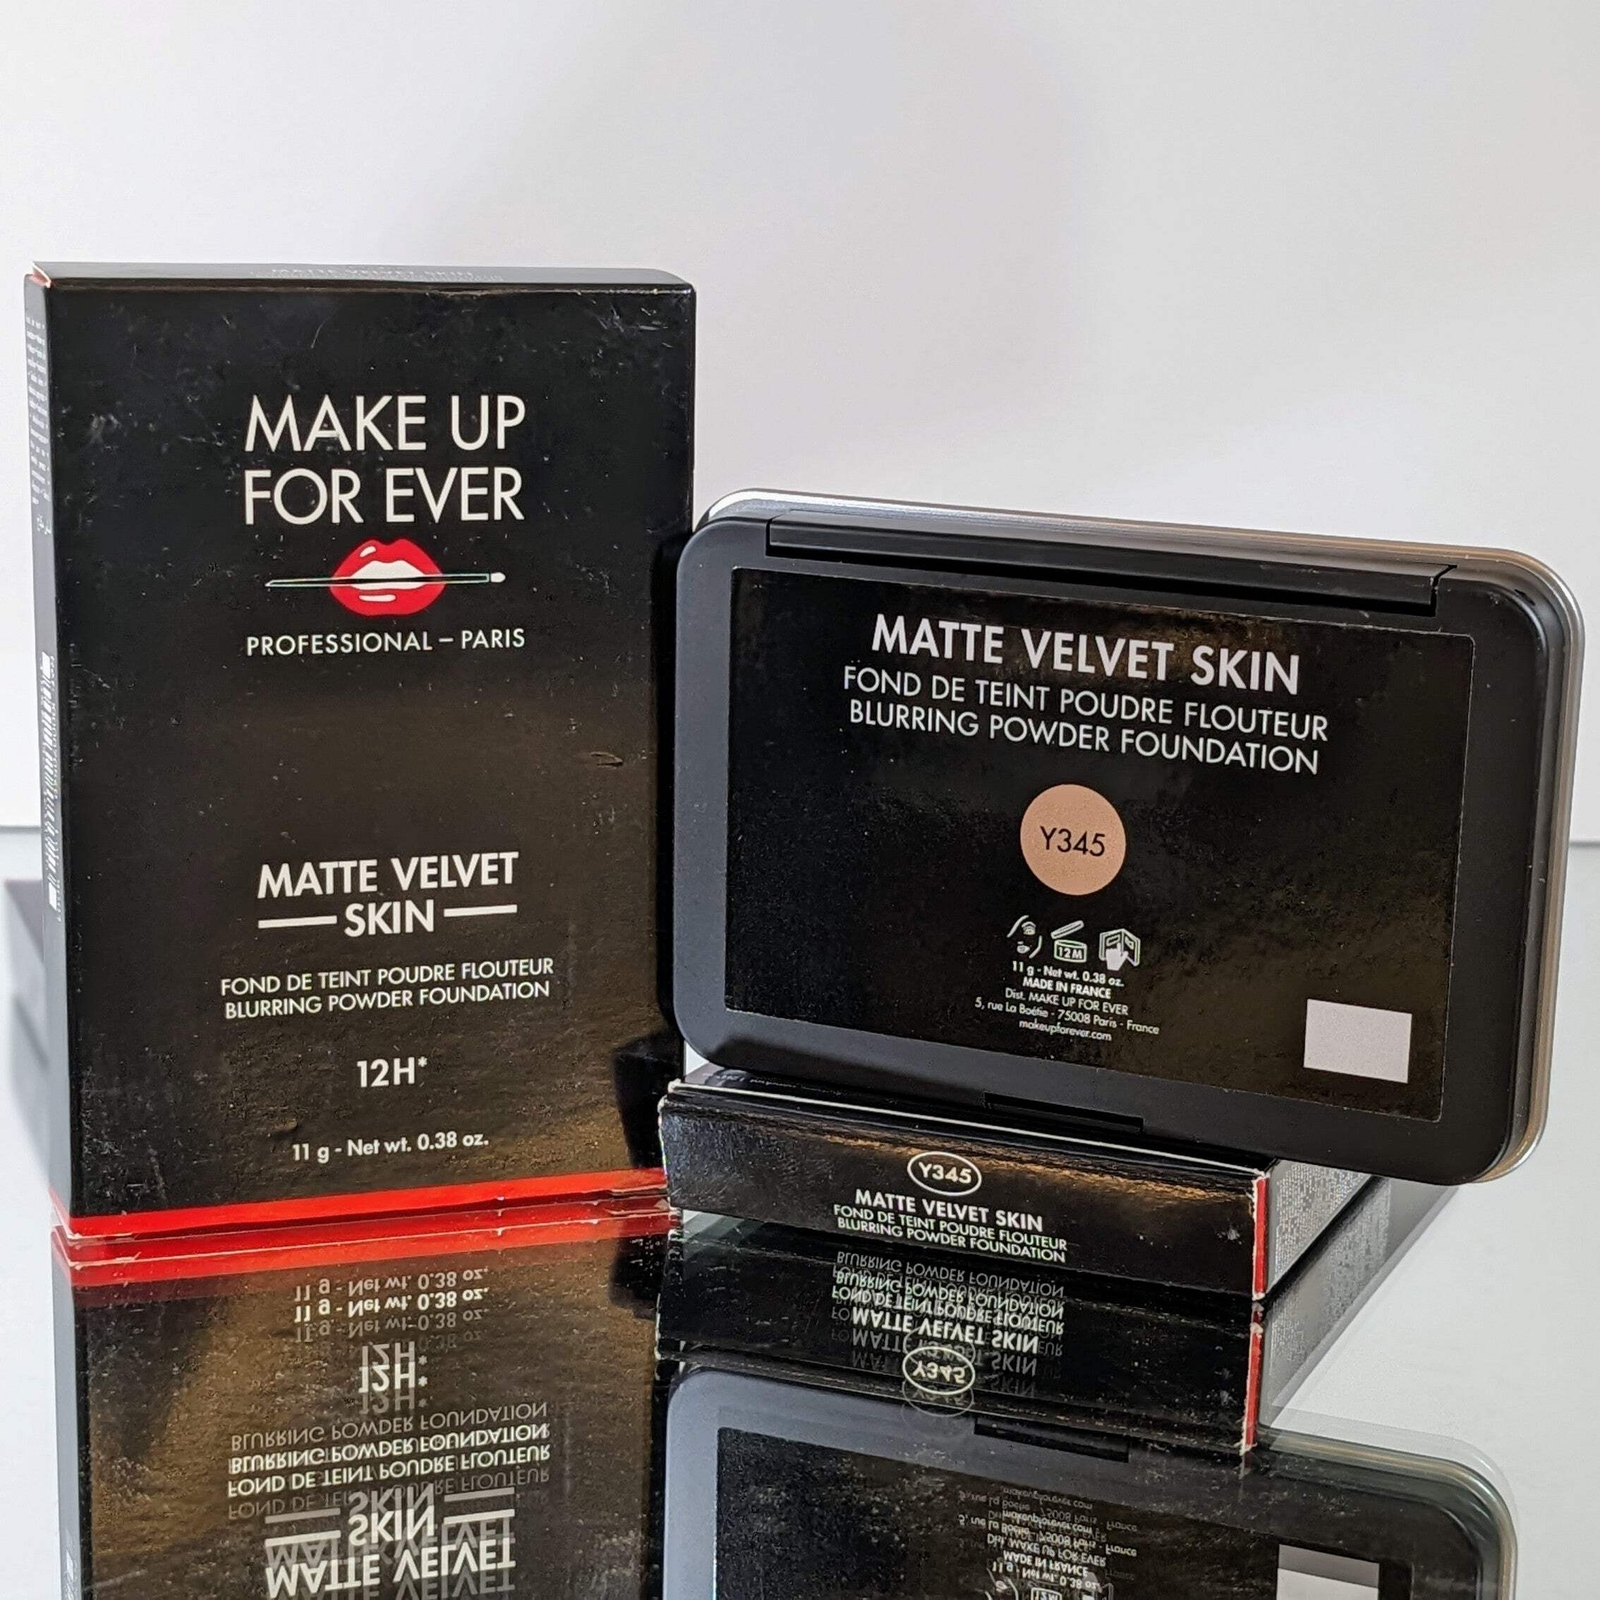 MAKE UP
FOR EVER
PROFESSIONAL – PARIS
MATTE VELVET
SKIN
FOND DE TEINT POUDRE FLOUTEUR
BLURRING POWDER FOUNDATION
12H*
11 g - Net wt. 0.38 oz.
MATTE VELVET SKIN
FOND DE TEINT POUDRE FLOUTEUR
BLURRING POWDER FOUNDATION
Y345
12M
11 g - Net wt. 0.38 oz.
MADE IN FRANCE
Dist. MAKE UP FOR EVER
5, rue La Boétie - 75008 Paris - France
makeupforever.com
Y345
MATTE VELVET SKIN
FOND DE TEINT POUDRE FLOUTEUR
BLURRING POWDER FOUNDATION